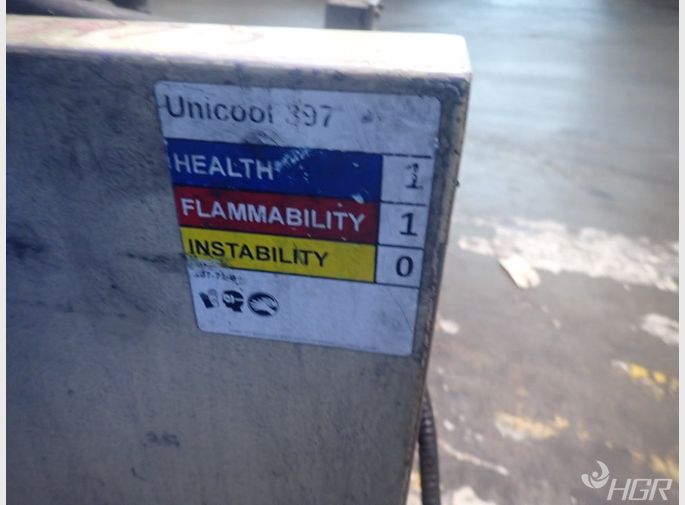 Unicool 397
HEALTH 1
FLAMMABILITY 1
INSTABILITY 0
HGR